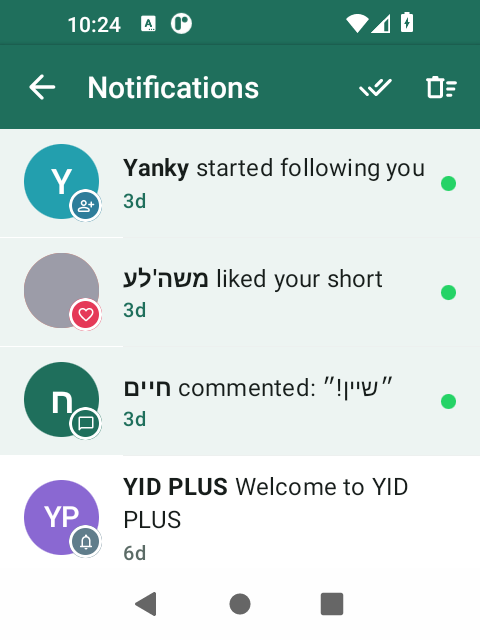 10:24
Notifications
Y
Yanky started following you
3d
משה'לע liked your short
3d
ח
חיים commented: ״שיין!״
3d
YP
YID PLUS Welcome to YID
PLUS
6d